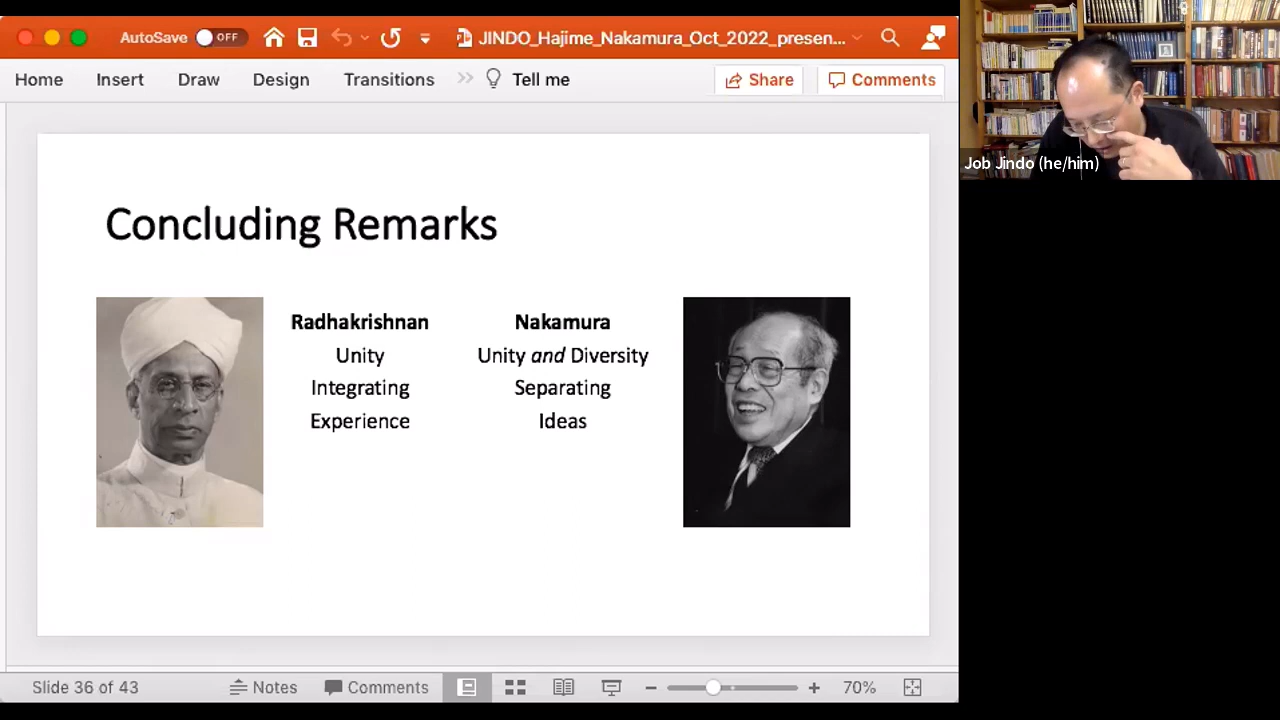 AutoSave OFF JINDO_Hajime_Nakamura_Oct_2022_presen...
Home Insert Draw Design Transitions Tell me Share Comments
Job Jindo (he/him)
Concluding Remarks
Radhakrishnan
Unity
Integrating
Experience
Nakamura
Unity and Diversity
Separating
Ideas
Slide 36 of 43 Notes Comments 70%